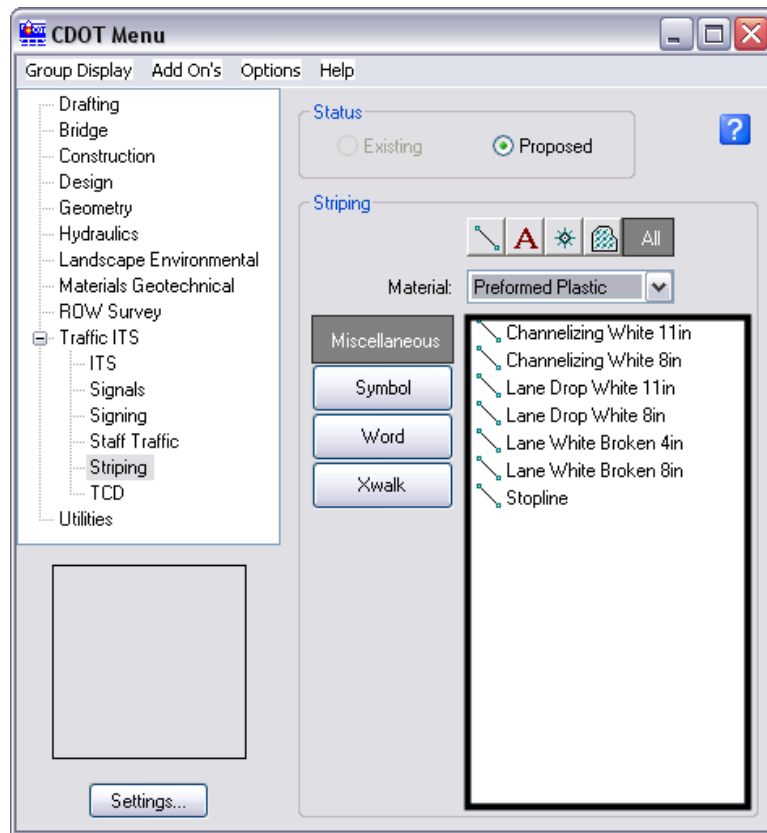 CDOT Menu
Group Display Add On's Options Help
Drafting
Bridge
Construction
Design
Geometry
Hydraulics
Landscape Environmental
Materials Geotechnical
ROW Survey
Traffic ITS
ITS
Signals
Signing
Staff Traffic
Striping
TCD
Utilities
Settings...
Status
Existing Proposed
?
Striping
A All
Material: Preformed Plastic
Miscellaneous
Symbol
Word
Xwalk
Channelizing White 11in
Channelizing White 8in
Lane Drop White 11in
Lane Drop White 8in
Lane White Broken 4in
Lane White Broken 8in
Stopline